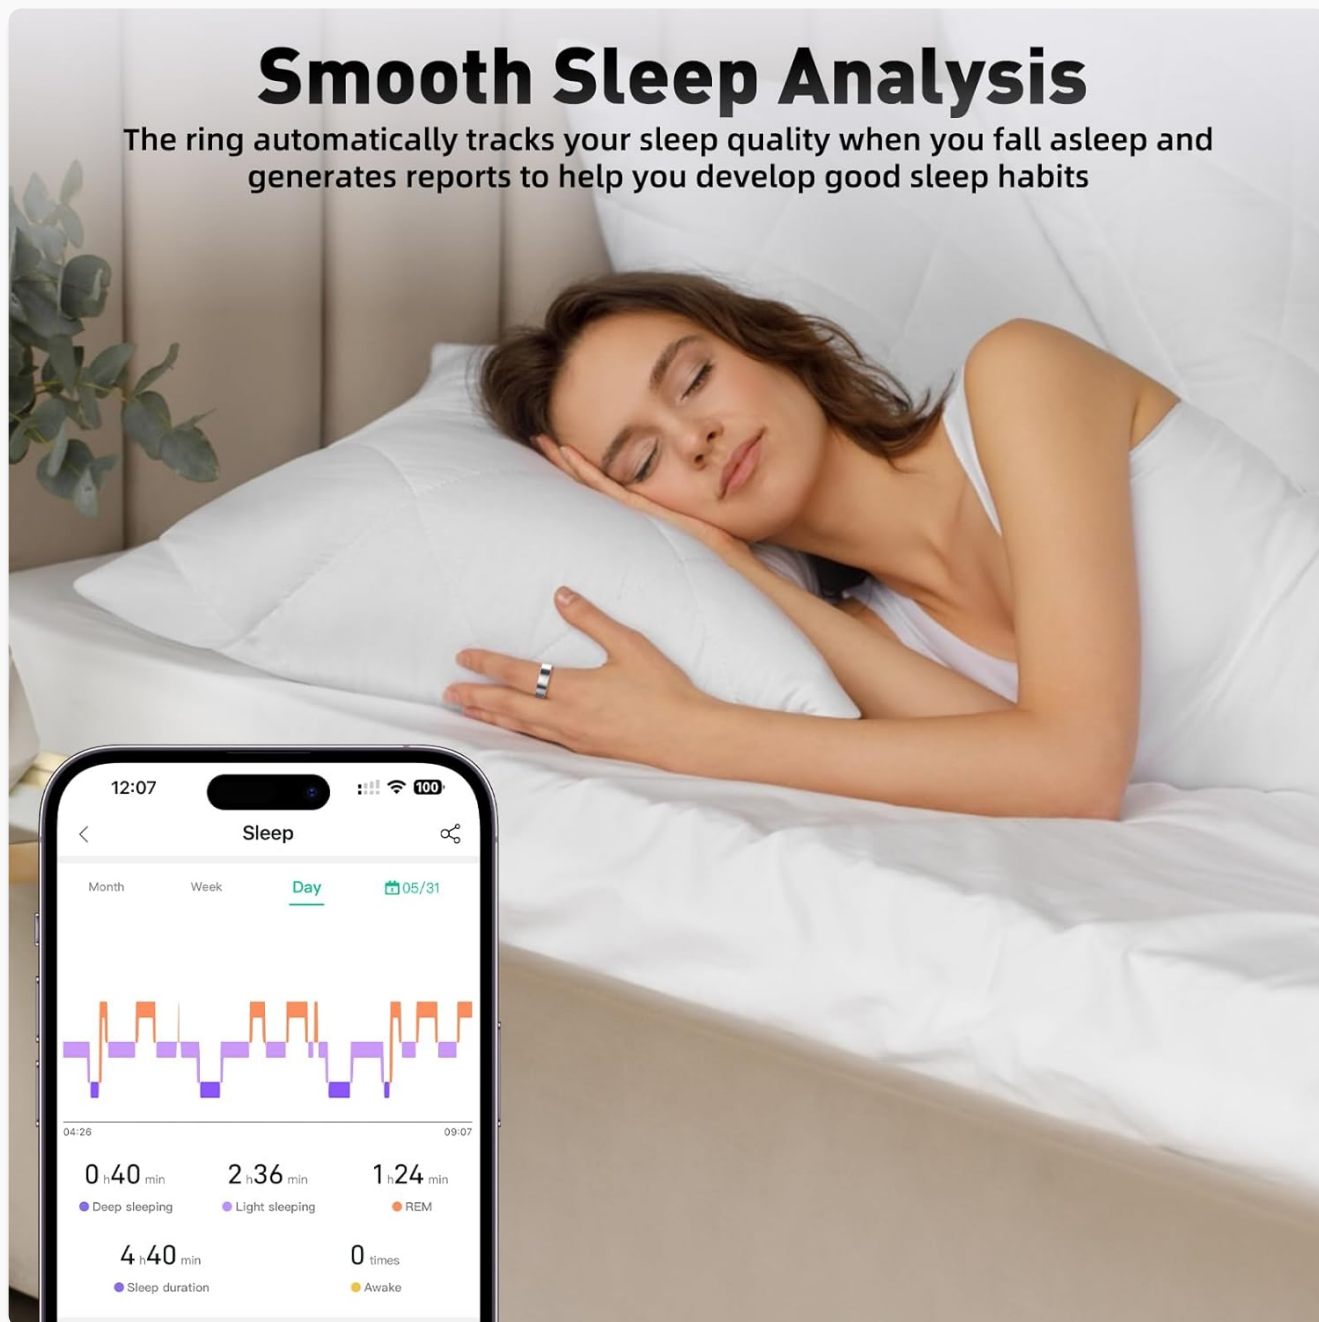 Smooth Sleep Analysis
The ring automatically tracks your sleep quality when you fall asleep and
generates reports to help you develop good sleep habits
12:07 100
Sleep
Month Week Day 05/31
04:26 09:07
0 h 40 min 2 h 36 min 1 h 24 min
Deep sleeping Light sleeping REM
4 h 40 min 0 times
Sleep duration Awake